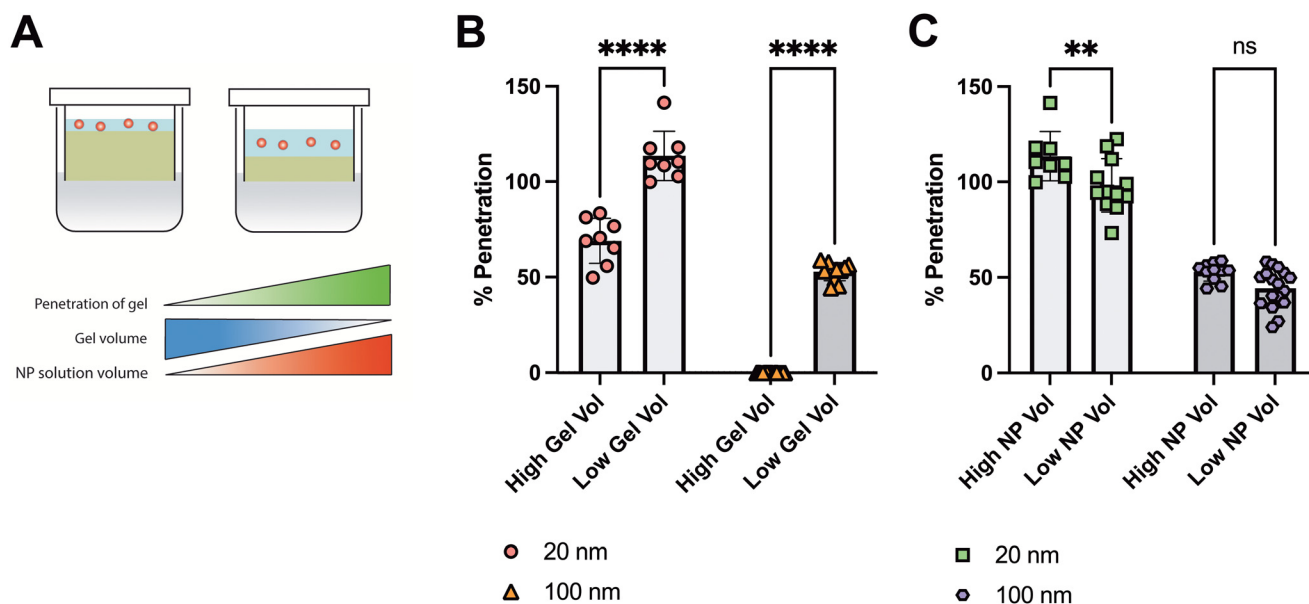 A
Penetration of gel
Gel volume
NP solution volume
B
****
****
% Penetration
150
100
50
0
High Gel Vol
Low Gel Vol
High Gel Vol
Low Gel Vol
20 nm
100 nm
C
**
ns
% Penetration
150
100
50
0
High NP Vol
Low NP Vol
High NP Vol
Low NP Vol
20 nm
100 nm